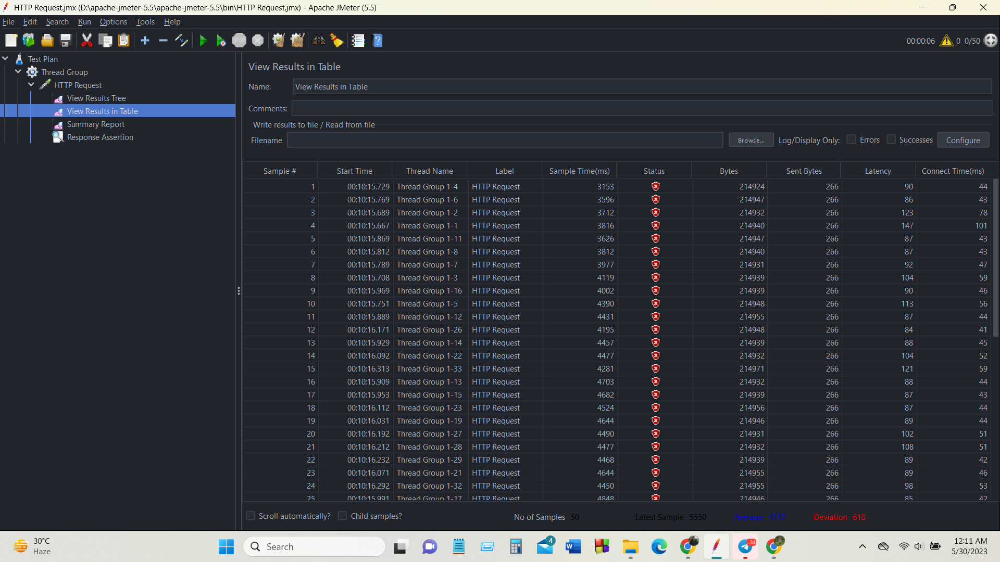 HTTP Request.jmx (D:\apache-jmeter-5.5\apache-jmeter-5.5\bin\HTTP Request.jmx) - Apache JMeter (5.5)
File Edit Search Run Options Tools Help
STOP
00:00:06 0 0/50
Test Plan
Thread Group
HTTP Request
View Results Tree
View Results in Table
Summary Report
Response Assertion
View Results in Table
Name: View Results in Table
Comments:
Write results to file / Read from file
Filename Browse... Log/Display Only: Errors Successes Configure
Sample # Start Time Thread Name Label Sample Time(ms) Status Bytes Sent Bytes Latency Connect Time(ms)
1 00:10:15.729 Thread Group 1-4 HTTP Request 3153 214924 266 90 44
2 00:10:15.769 Thread Group 1-6 HTTP Request 3596 214947 266 86 43
3 00:10:15.689 Thread Group 1-2 HTTP Request 3712 214932 266 123 78
4 00:10:15.667 Thread Group 1-1 HTTP Request 3816 214940 266 147 101
5 00:10:15.869 Thread Group 1-11 HTTP Request 3626 214947 266 87 43
6 00:10:15.812 Thread Group 1-8 HTTP Request 3812 214940 266 87 43
7 00:10:15.789 Thread Group 1-7 HTTP Request 3977 214931 266 92 47
8 00:10:15.708 Thread Group 1-3 HTTP Request 4119 214939 266 104 59
9 00:10:15.969 Thread Group 1-16 HTTP Request 4002 214939 266 90 46
10 00:10:15.751 Thread Group 1-5 HTTP Request 4390 214948 266 113 56
11 00:10:15.889 Thread Group 1-12 HTTP Request 4431 214955 266 87 44
12 00:10:16.171 Thread Group 1-26 HTTP Request 4195 214948 266 84 41
13 00:10:15.929 Thread Group 1-14 HTTP Request 4457 214939 266 88 45
14 00:10:16.092 Thread Group 1-22 HTTP Request 4477 214932 266 104 52
15 00:10:16.313 Thread Group 1-33 HTTP Request 4281 214971 266 121 59
16 00:10:15.909 Thread Group 1-13 HTTP Request 4703 214932 266 88 44
17 00:10:15.953 Thread Group 1-15 HTTP Request 4682 214939 266 87 43
18 00:10:16.112 Thread Group 1-23 HTTP Request 4524 214956 266 87 44
19 00:10:16.031 Thread Group 1-19 HTTP Request 4644 214946 266 89 44
20 00:10:16.192 Thread Group 1-27 HTTP Request 4490 214931 266 102 51
21 00:10:16.212 Thread Group 1-28 HTTP Request 4477 214932 266 108 51
22 00:10:16.232 Thread Group 1-29 HTTP Request 4468 214939 266 89 42
23 00:10:16.071 Thread Group 1-21 HTTP Request 4644 214955 266 89 46
24 00:10:16.292 Thread Group 1-32 HTTP Request 4450 214955 266 98 53
25 00:10:15.991 Thread Group 1-17 HTTP Request 4848 214946 266 85 42
Scroll automatically? Child samples? No of Samples 50 Latest Sample 5550 Average 4717 Deviation 618
30°C
Haze
Search
4
34
12:11 AM
5/30/2023